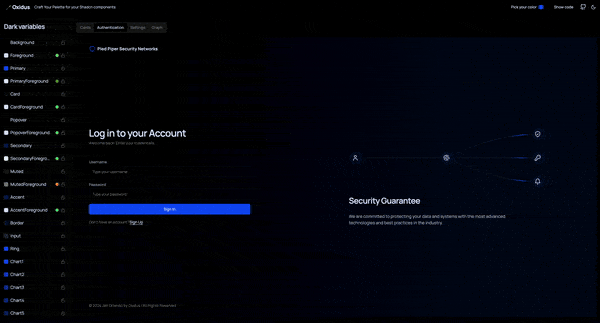 Oxidus
Craft Your Palette for your Shadcn components
Pick your color
Show code
Dark variables
Cards
Authentication
Settings
Graph
Background
Foreground
Primary
PrimaryForeground
Card
CardForeground
Popover
PopoverForeground
Secondary
SecondaryForegro...
Muted
MutedForeground
Accent
AccentForeground
Border
Input
Ring
Chart1
Chart2
Chart3
Chart4
Chart5
Pied Piper Security Networks
Log in to your Account
Welcome back! Enter your credentials
Username
Type your username
Password
Type your password
Sign In
Don't have an account? Sign Up
Security Guarantee
We are committed to protecting your data and systems with the most advanced
technologies and best practices in the industry.
All Rights Reserved